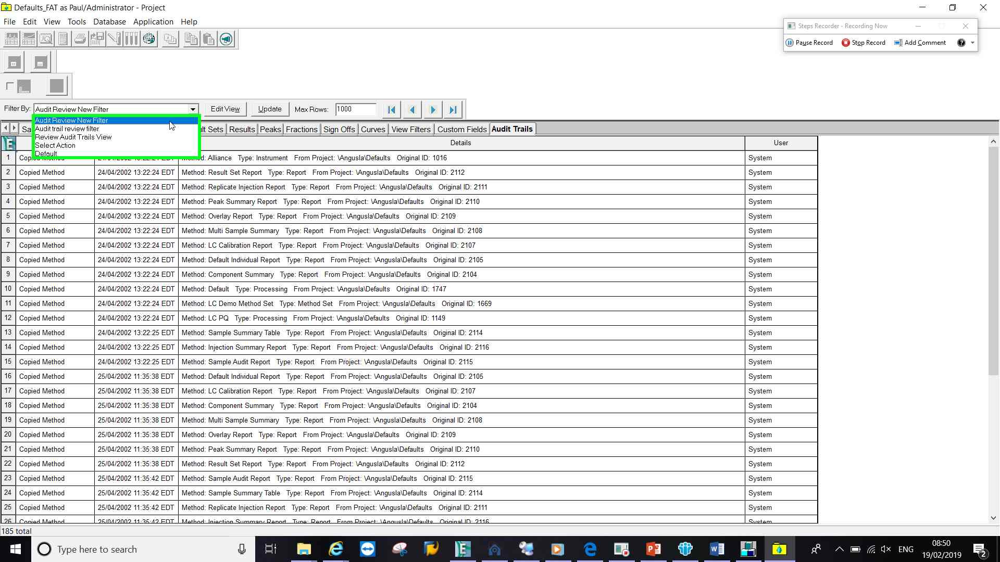 Defaults_FAT as Paul/Administrator - Project
File Edit View Tools Database Application Help
Steps Recorder - Recording Now
Pause Record Stop Record Add Comment
Filter By: Audit Review New Filter Edit View Update Max Rows: 1000
Audit Review New Filter
Audit trail review filter
Review Audit Trails View
Select Action
Default
Sa Results Sets Results Peaks Fractions Sign Offs Curves View Filters Custom Fields Audit Trails
Details User
1 Alliance Type: Instrument From Project: \Angusla\Defaults Original ID: 1016 System
2 Copied Method 24/04/2002 13:22:24 EDT Method: Result Set Report Type: Report From Project: \Angusla\Defaults Original ID: 2112 System
3 Copied Method 24/04/2002 13:22:24 EDT Method: Replicate Injection Report Type: Report From Project: \Angusla\Defaults Original ID: 2111 System
4 Copied Method 24/04/2002 13:22:24 EDT Method: Peak Summary Report Type: Report From Project: \Angusla\Defaults Original ID: 2110 System
5 Copied Method 24/04/2002 13:22:24 EDT Method: Overlay Report Type: Report From Project: \Angusla\Defaults Original ID: 2109 System
6 Copied Method 24/04/2002 13:22:24 EDT Method: Multi Sample Summary Type: Report From Project: \Angusla\Defaults Original ID: 2108 System
7 Copied Method 24/04/2002 13:22:24 EDT Method: LC Calibration Report Type: Report From Project: \Angusla\Defaults Original ID: 2107 System
8 Copied Method 24/04/2002 13:22:24 EDT Method: Default Individual Report Type: Report From Project: \Angusla\Defaults Original ID: 2105 System
9 Copied Method 24/04/2002 13:22:24 EDT Method: Component Summary Type: Report From Project: \Angusla\Defaults Original ID: 2104 System
10 Copied Method 24/04/2002 13:22:24 EDT Method: Default Type: Processing From Project: \Angusla\Defaults Original ID: 1747 System
11 Copied Method 24/04/2002 13:22:24 EDT Method: LC Demo Method Set Type: Method Set From Project: \Angusla\Defaults Original ID: 1669 System
12 Copied Method 24/04/2002 13:22:24 EDT Method: LC PQ Type: Processing From Project: \Angusla\Defaults Original ID: 1149 System
13 Copied Method 24/04/2002 13:22:25 EDT Method: Sample Summary Table Type: Report From Project: \Angusla\Defaults Original ID: 2114 System
14 Copied Method 24/04/2002 13:22:25 EDT Method: Injection Summary Report Type: Report From Project: \Angusla\Defaults Original ID: 2116 System
15 Copied Method 24/04/2002 13:22:25 EDT Method: Sample Audit Report Type: Report From Project: \Angusla\Defaults Original ID: 2115 System
16 Copied Method 25/04/2002 11:35:38 EDT Method: Default Individual Report Type: Report From Project: \Angusla\Defaults Original ID: 2105 System
17 Copied Method 25/04/2002 11:35:38 EDT Method: LC Calibration Report Type: Report From Project: \Angusla\Defaults Original ID: 2107 System
18 Copied Method 25/04/2002 11:35:38 EDT Method: Component Summary Type: Report From Project: \Angusla\Defaults Original ID: 2104 System
19 Copied Method 25/04/2002 11:35:38 EDT Method: Multi Sample Summary Type: Report From Project: \Angusla\Defaults Original ID: 2108 System
20 Copied Method 25/04/2002 11:35:38 EDT Method: Overlay Report Type: Report From Project: \Angusla\Defaults Original ID: 2109 System
21 Copied Method 25/04/2002 11:35:38 EDT Method: Peak Summary Report Type: Report From Project: \Angusla\Defaults Original ID: 2110 System
22 Copied Method 25/04/2002 11:35:38 EDT Method: Result Set Report Type: Report From Project: \Angusla\Defaults Original ID: 2112 System
23 Copied Method 25/04/2002 11:35:42 EDT Method: Sample Audit Report Type: Report From Project: \Angusla\Defaults Original ID: 2115 System
24 Copied Method 25/04/2002 11:35:42 EDT Method: Sample Summary Table Type: Report From Project: \Angusla\Defaults Original ID: 2114 System
25 Copied Method 25/04/2002 11:35:42 EDT Method: Replicate Injection Report Type: Report From Project: \Angusla\Defaults Original ID: 2111 System
26 Copied Method 25/04/2002 11:35:42 EDT Method: Injection Summary Report Type: Report From Project: \Angusla\Defaults Original ID: 2116 System
185 total
Type here to search ENG 08:50
19/02/2019 2